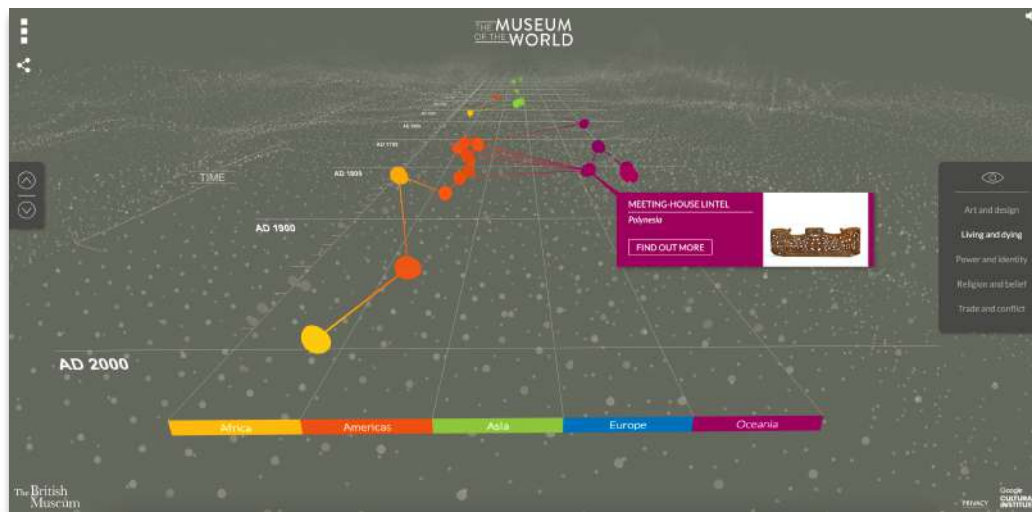 THE MUSEUM
OF THE WORLD
TIME
AD 1800
AD 1900
AD 2000
MEETING-HOUSE LINTEL
Polynesia
FIND OUT MORE
Art and design
Living and dying
Power and identity
Religion and belief
Trade and conflict
Africa
Americas
Asia
Europe
Oceania
The British
Museum
PRIVACY
Google
CULTURAL
INSTITUTE